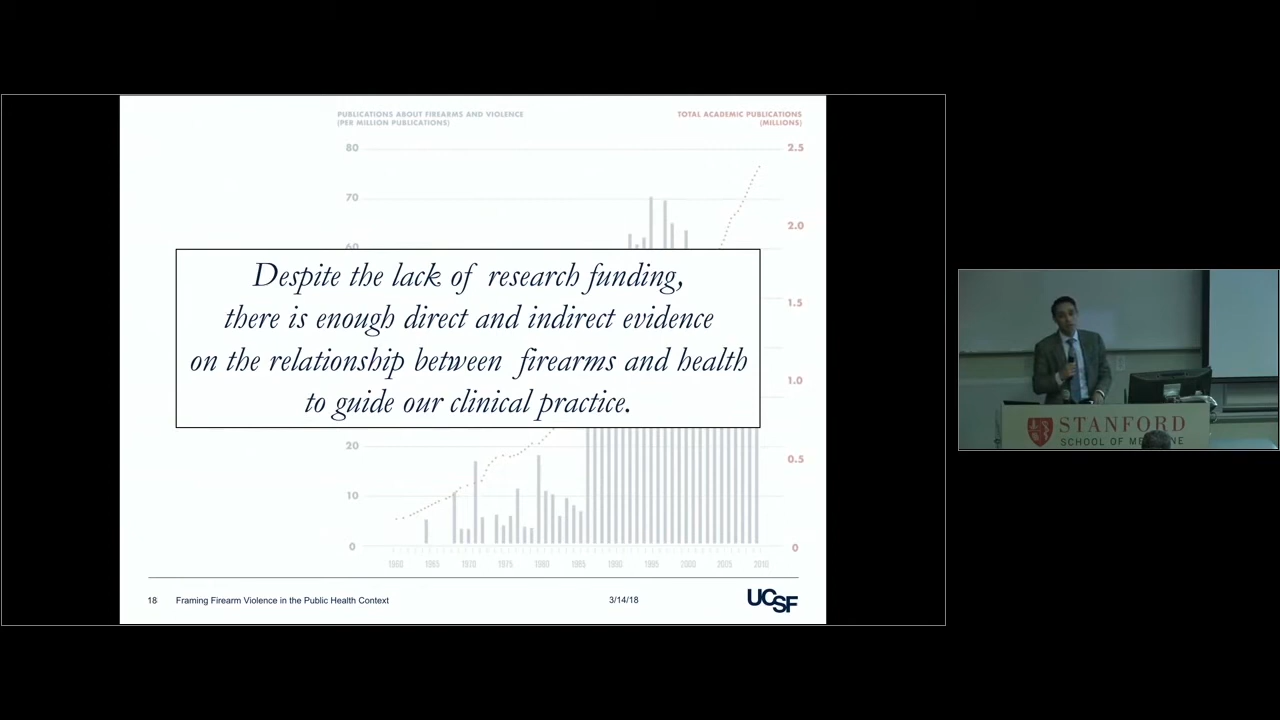 PUBLICATIONS ABOUT FIREARMS AND VIOLENCE
(PER MILLION PUBLICATIONS)
TOTAL ACADEMIC PUBLICATIONS
(MILLIONS)
80
2.5
70
2.0
60
Despite the lack of research funding,
there is enough direct and indirect evidence
on the relationship between firearms and health
to guide our clinical practice.
1.5
1.0
20
0.5
10
0
0
1960 1965 1970 1975 1980 1985 1990 1995 2000 2005 2010
18 Framing Firearm Violence in the Public Health Context 3/14/18 UCSF
STANFORD
SCHOOL OF